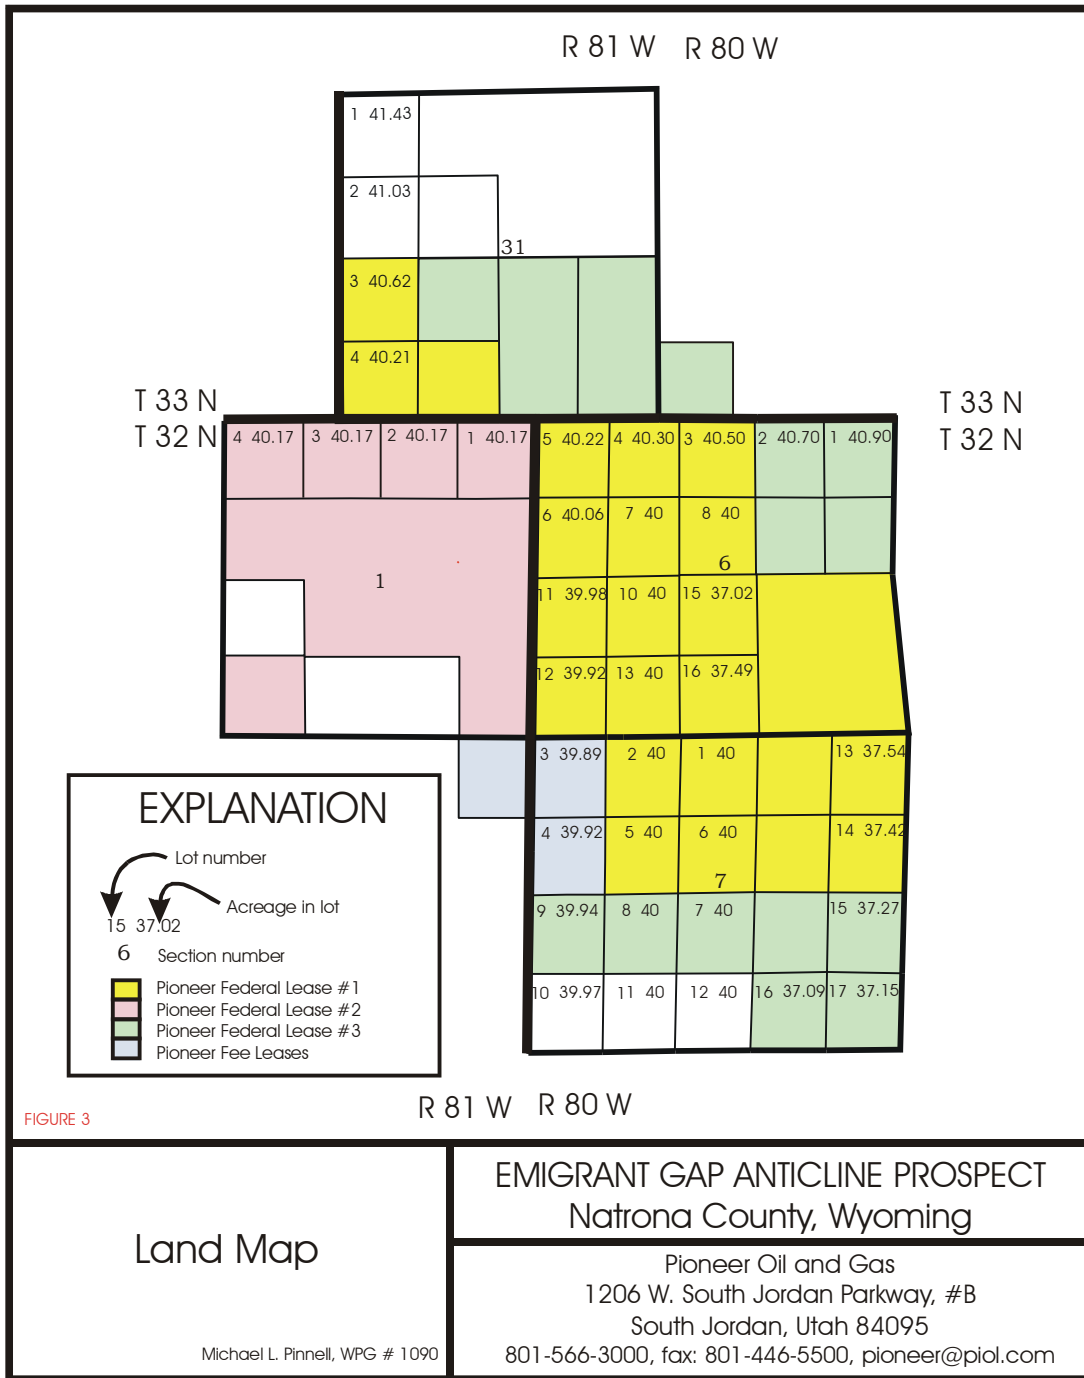 R 81 W R 80 W
1 41.43
2 41.03
31
3 40.62
4 40.21
T 33 N T 33 N
T 32 N T 32 N
4 40.17 3 40.17 2 40.17 1 40.17 5 40.22 4 40.30 3 40.50 2 40.70 1 40.90
6 40.06 7 40 8 40
6
1
11 39.98 10 40 15 37.02
12 39.92 13 40 16 37.49
3 39.89 2 40 1 40 13 37.54
4 39.92 5 40 6 40 14 37.42
7
9 39.94 8 40 7 40 15 37.27
10 39.97 11 40 12 40 16 37.09 17 37.15
EXPLANATION
Lot number
Acreage in lot
15 37.02
6 Section number
Pioneer Federal Lease #1
Pioneer Federal Lease #2
Pioneer Federal Lease #3
Pioneer Fee Leases
R 81 W R 80 W
FIGURE 3
Land Map
Michael L. Pinnell, WPG # 1090
EMIGRANT GAP ANTICLINE PROSPECT
Natrona County, Wyoming
Pioneer Oil and Gas
1206 W. South Jordan Parkway, #B
South Jordan, Utah 84095
801-566-3000, fax: 801-446-5500, pioneer@piol.com